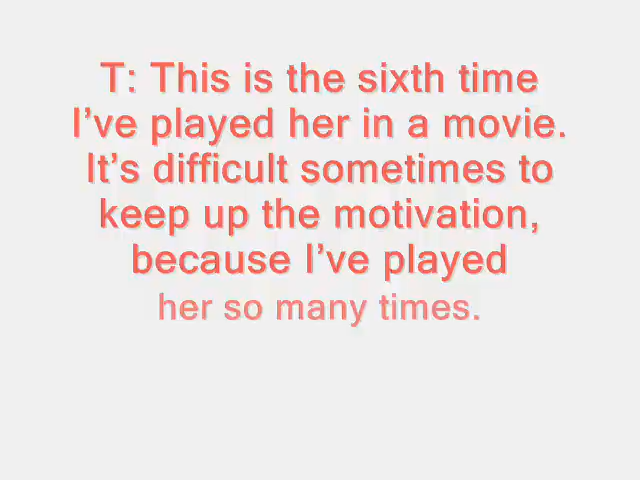 T: This is the sixth time
I’ve played her in a movie.
It’s difficult sometimes to
keep up the motivation,
because I’ve played
her so many times.